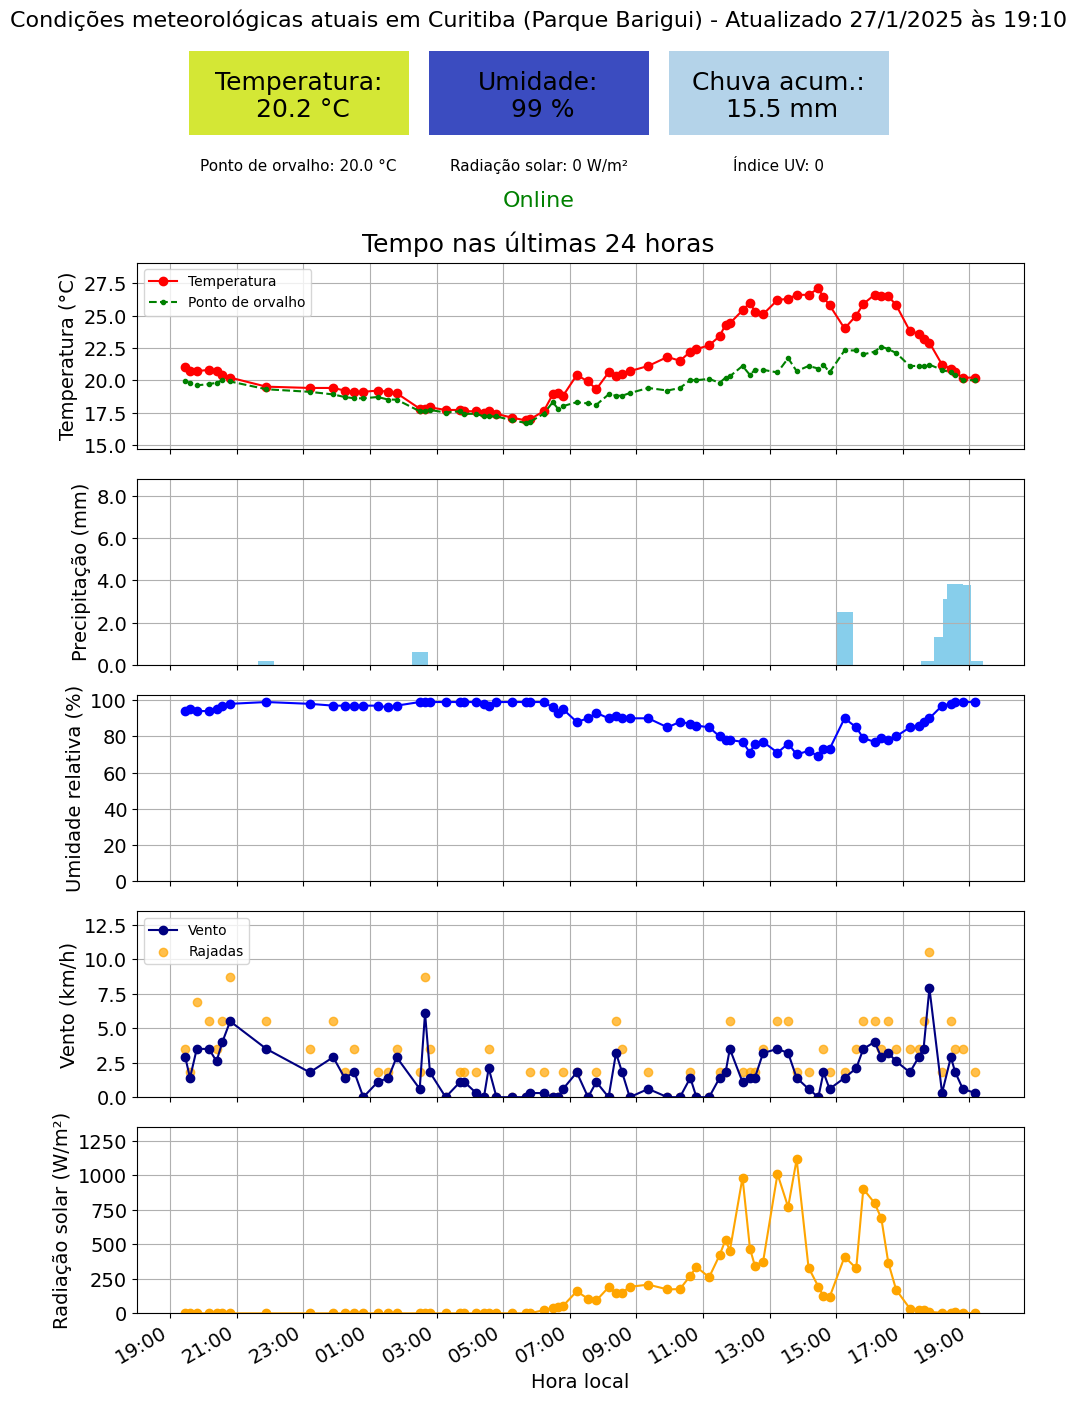 Condições meteorológicas atuais em Curitiba (Parque Barigui) - Atualizado 27/1/2025 às 19:10
Temperatura:
20.2 °C
Umidade:
99 %
Chuva acum.:
15.5 mm
Ponto de orvalho: 20.0 °C
Radiação solar: 0 W/m²
Índice UV: 0
Online
Tempo nas últimas 24 horas
Temperatura (°C)
27.5
25.0
22.5
20.0
17.5
15.0
Temperatura
Ponto de orvalho
Precipitação (mm)
8.0
6.0
4.0
2.0
0.0
Umidade relativa (%)
100
80
60
40
20
0
Vento (km/h)
12.5
10.0
7.5
5.0
2.5
0.0
Vento
Rajadas
Radiação solar (W/m²)
1250
1000
750
500
250
0
19:00 21:00 23:00 01:00 03:00 05:00 07:00 09:00 11:00 13:00 15:00 17:00 19:00
Hora local